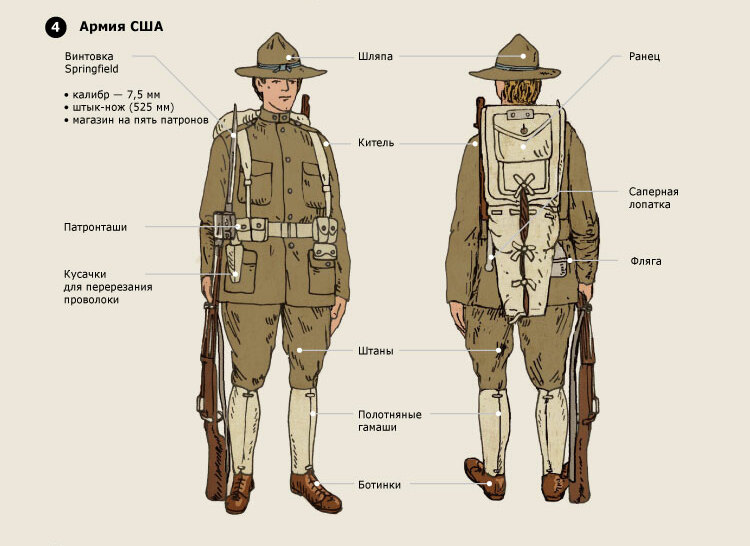 4 Армия США
Винтовка
Springfield
• калибр — 7,5 мм
• штык-нож (525 мм)
• магазин на пять патронов
Патронташи
Кусачки
для перерезания
проволоки
Шляпа
Китель
Штаны
Полотняные
гамаши
Ботинки
Ранец
Саперная
лопатка
Фляга